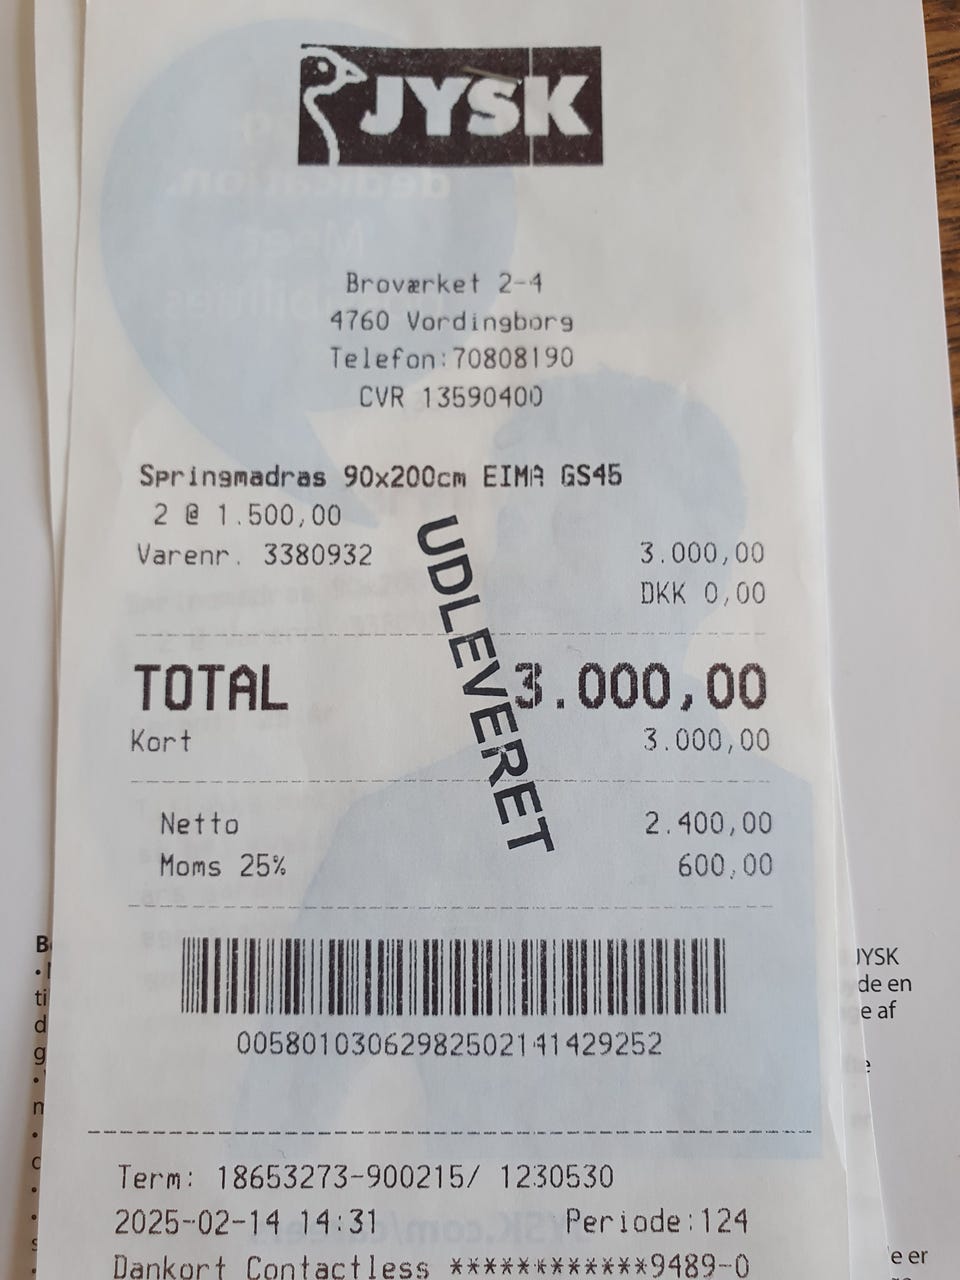 JYSK
Broværket 2-4
4760 Vordingborg
Telefon:70808190
CVR 13590400
Springmadras 90x200cm EIMA GS45
2 @ 1.500,00
Varenr. 3380932 3.000,00
DKK 0,00
UDLEVERET
TOTAL 3.000,00
Kort 3.000,00
Netto 2.400,00
Moms 25% 600,00
00580103062982502141429252
Term: 18653273-900215/ 1230530
2025-02-14 14:31 Periode:124
Dankort Contactless ************9489-0
JYSK
de en
e af
e er